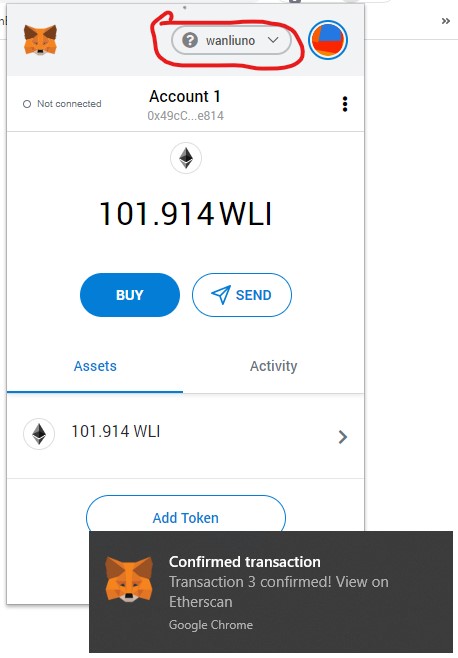 wanliuno
Not connected
Account 1
0x49cC...e814
101.914 WLI
BUY
SEND
Assets
Activity
101.914 WLI
Add Token
Confirmed transaction
Transaction 3 confirmed! View on
Etherscan
Google Chrome